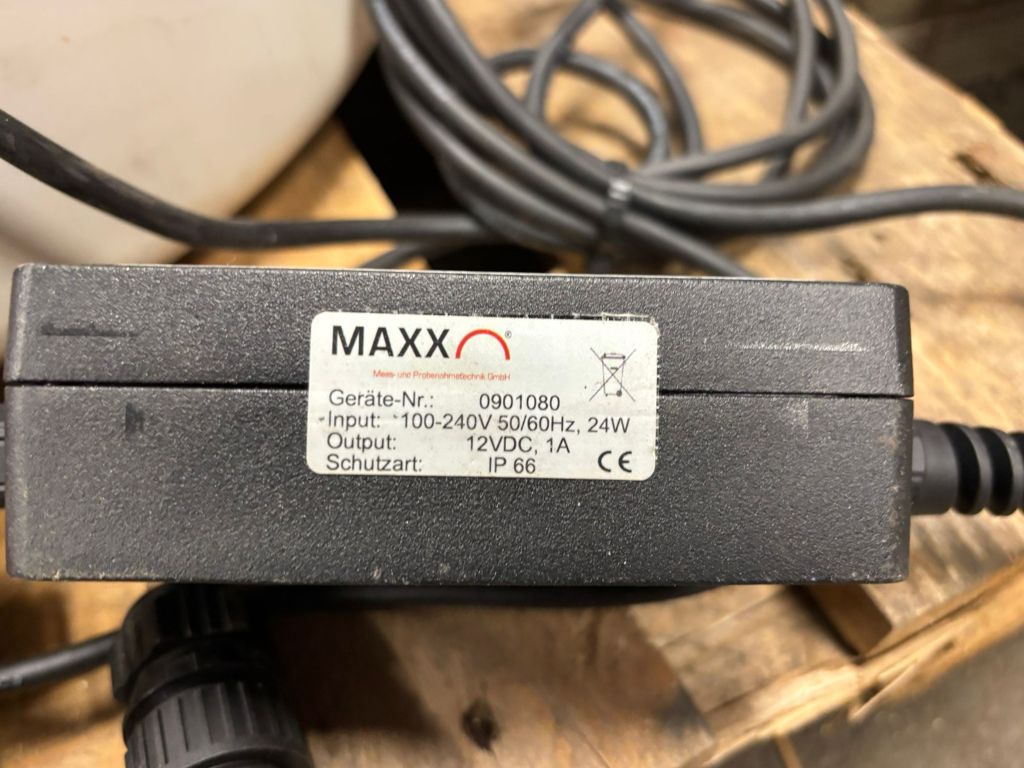 MAXX®
Mess- und Probenahmetechnik GmbH
Geräte-Nr.: 0901080
Input: 100-240V 50/60Hz, 24W
Output: 12VDC, 1A
Schutzart: IP 66 CE